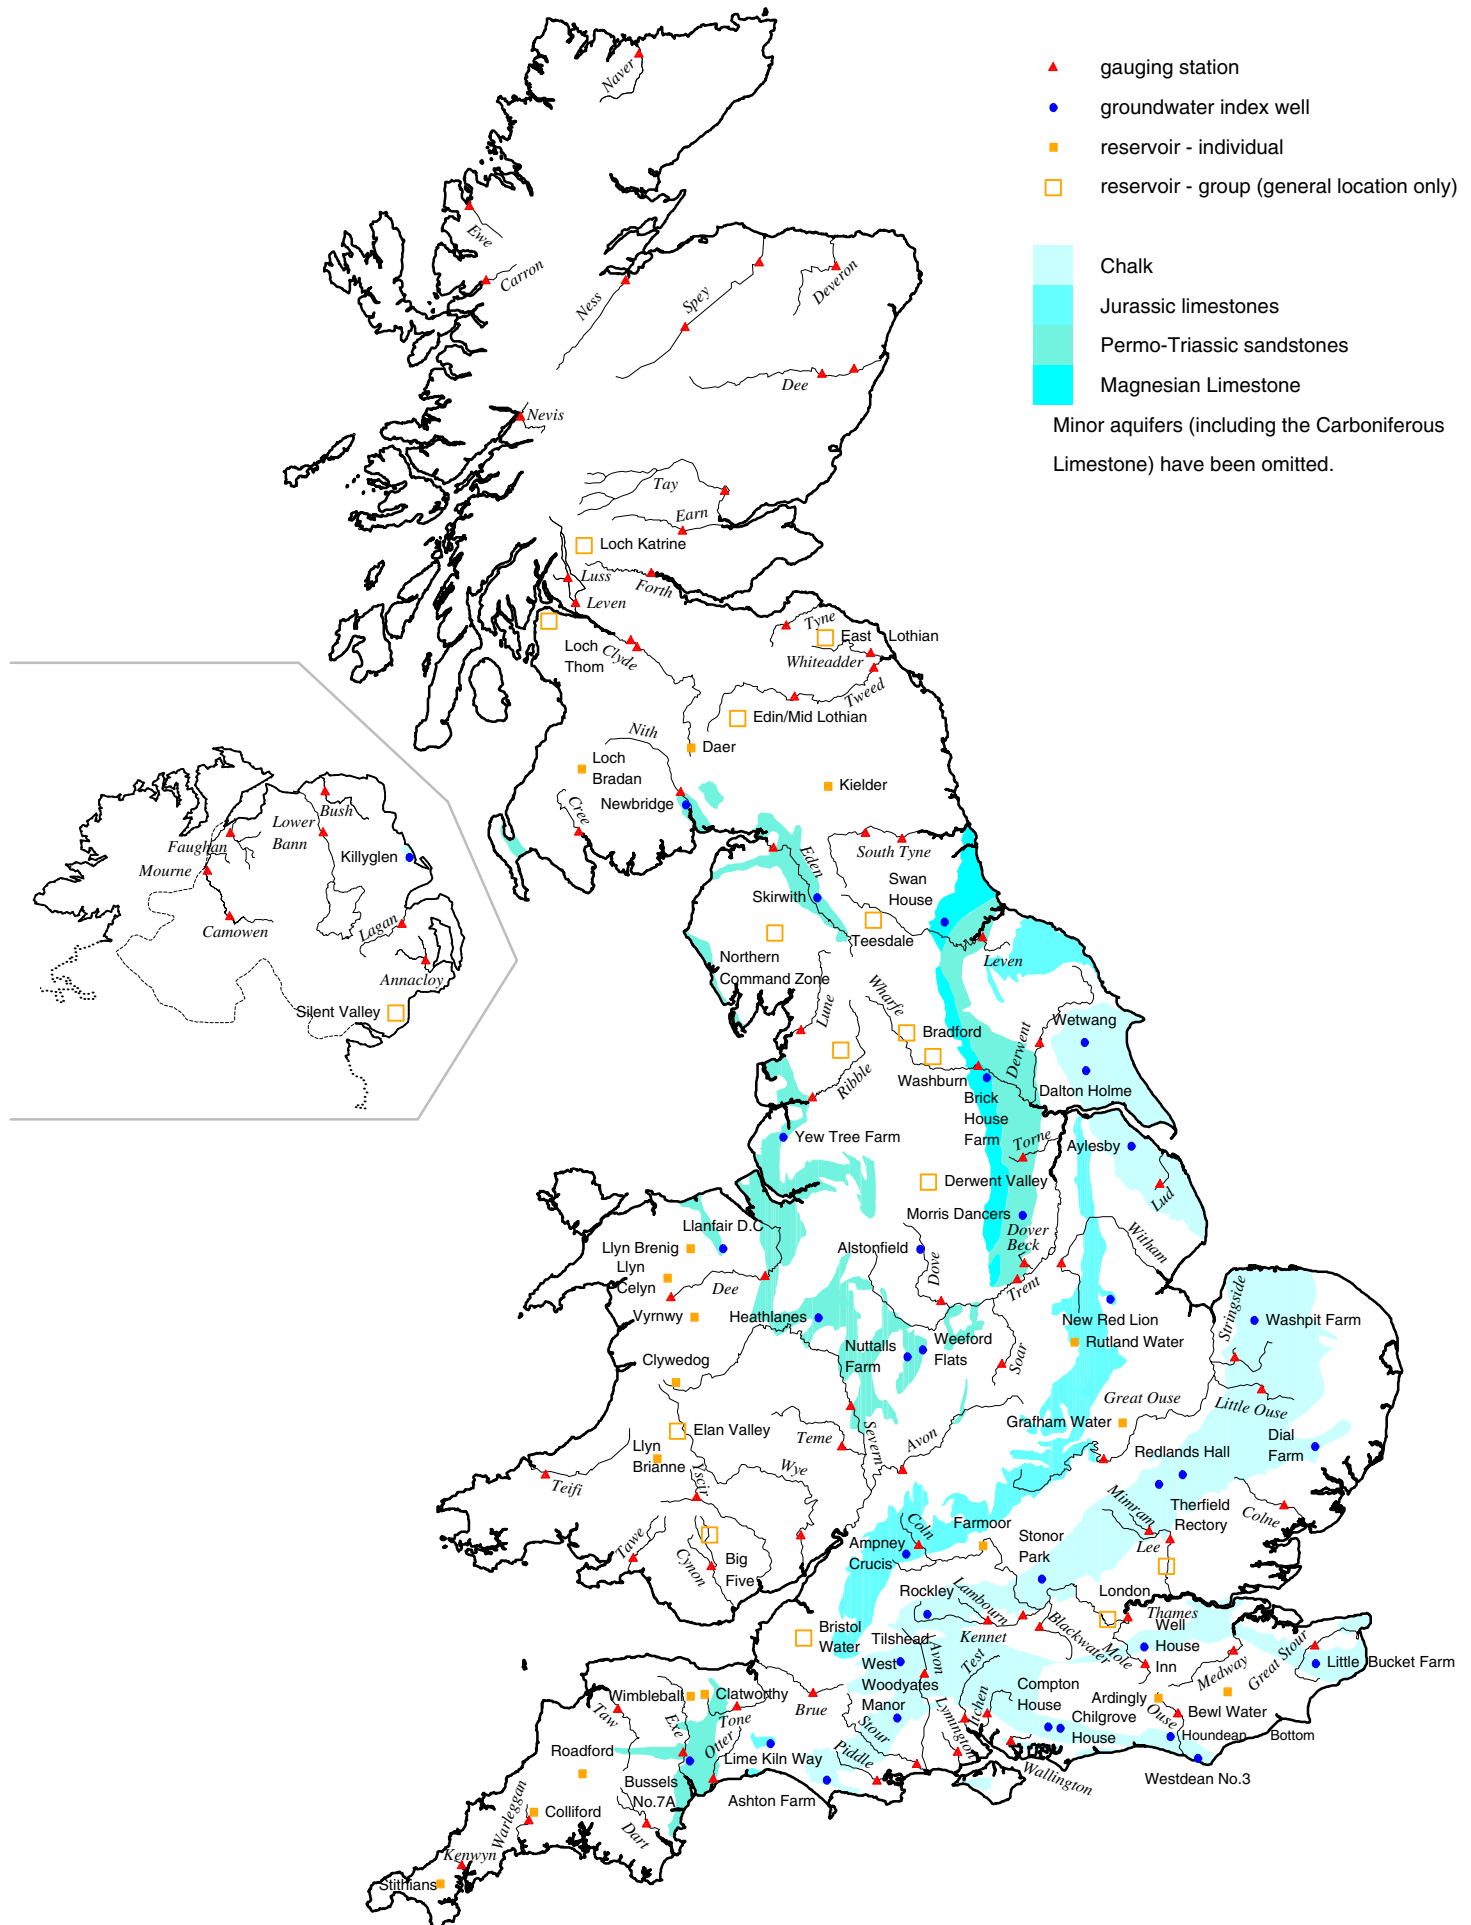 gauging station
groundwater index well
reservoir - individual
reservoir - group (general location only)
Chalk
Jurassic limestones
Permo-Triassic sandstones
Magnesian Limestone
Minor aquifers (including the Carboniferous
Limestone) have been omitted.
Naver
Ewe
Carron
Ness
Spey
Deveron
Dee
Nevis
Tay
Earn
Loch Katrine
Luss
Forth
Leven
Tyne
East Lothian
Loch
Thom
Clyde
Whiteadder
Tweed
Edin/Mid Lothian
Nith
Daer
Loch
Bradan
Kielder
Newbridge
Cree
Bush
Lower
Bann
Faughan
Killyglen
Mourne
Camowen
Lagan
Annacloy
Silent Valley
Eden
South Tyne
Swan
House
Skirwith
Teesdale
Leven
Northern
Command Zone
Lune
Wharfe
Bradford
Wetwang
Derwent
Washburn
Ribble
Dalton Holme
Brick
House
Farm
Yew Tree Farm
Torne
Aylesby
Derwent Valley
Lud
Morris Dancers
Llanfair D.C
Dover
Beck
Witham
Llyn Brenig
Alstonfield
Llyn
Celyn
Dee
Dove
Trent
Stringside
Vyrnwy
Heathlanes
New Red Lion
Washpit Farm
Nuttalls
Farm
Weeford
Flats
Rutland Water
Soar
Clywedog
Great Ouse
Little Ouse
Elan Valley
Teme
Severn
Avon
Grafham Water
Dial
Farm
Llyn
Brianne
Redlands Hall
Yscir
Wye
Teifi
Mimram
Therfield
Rectory
Colne
Coln
Farmoor
Stonor
Park
Lee
Ampney
Crucis
Tawe
Cynon
Big
Five
Rockley
Lambourn
London
Thames
Bristol
Water
Tilshead
Kennet
Blackwater
Well
House
Inn
Mole
Avon
Test
Medway
Great Stour
Little Bucket Farm
West
Woodyates
Manor
Compton
House
Wimbleball
Clatworthy
Itchen
Ardingly
Taw
Exe
Tone
Brue
Stour
Lymington
Chilgrove
House
Ouse
Bewl Water
Otter
Houndean
Bottom
Roadford
Lime Kiln Way
Piddle
Wallington
Westdean No.3
Bussels
No.7A
Ashton Farm
Warleggan
Colliford
Dart
Kenwyn
Stithians